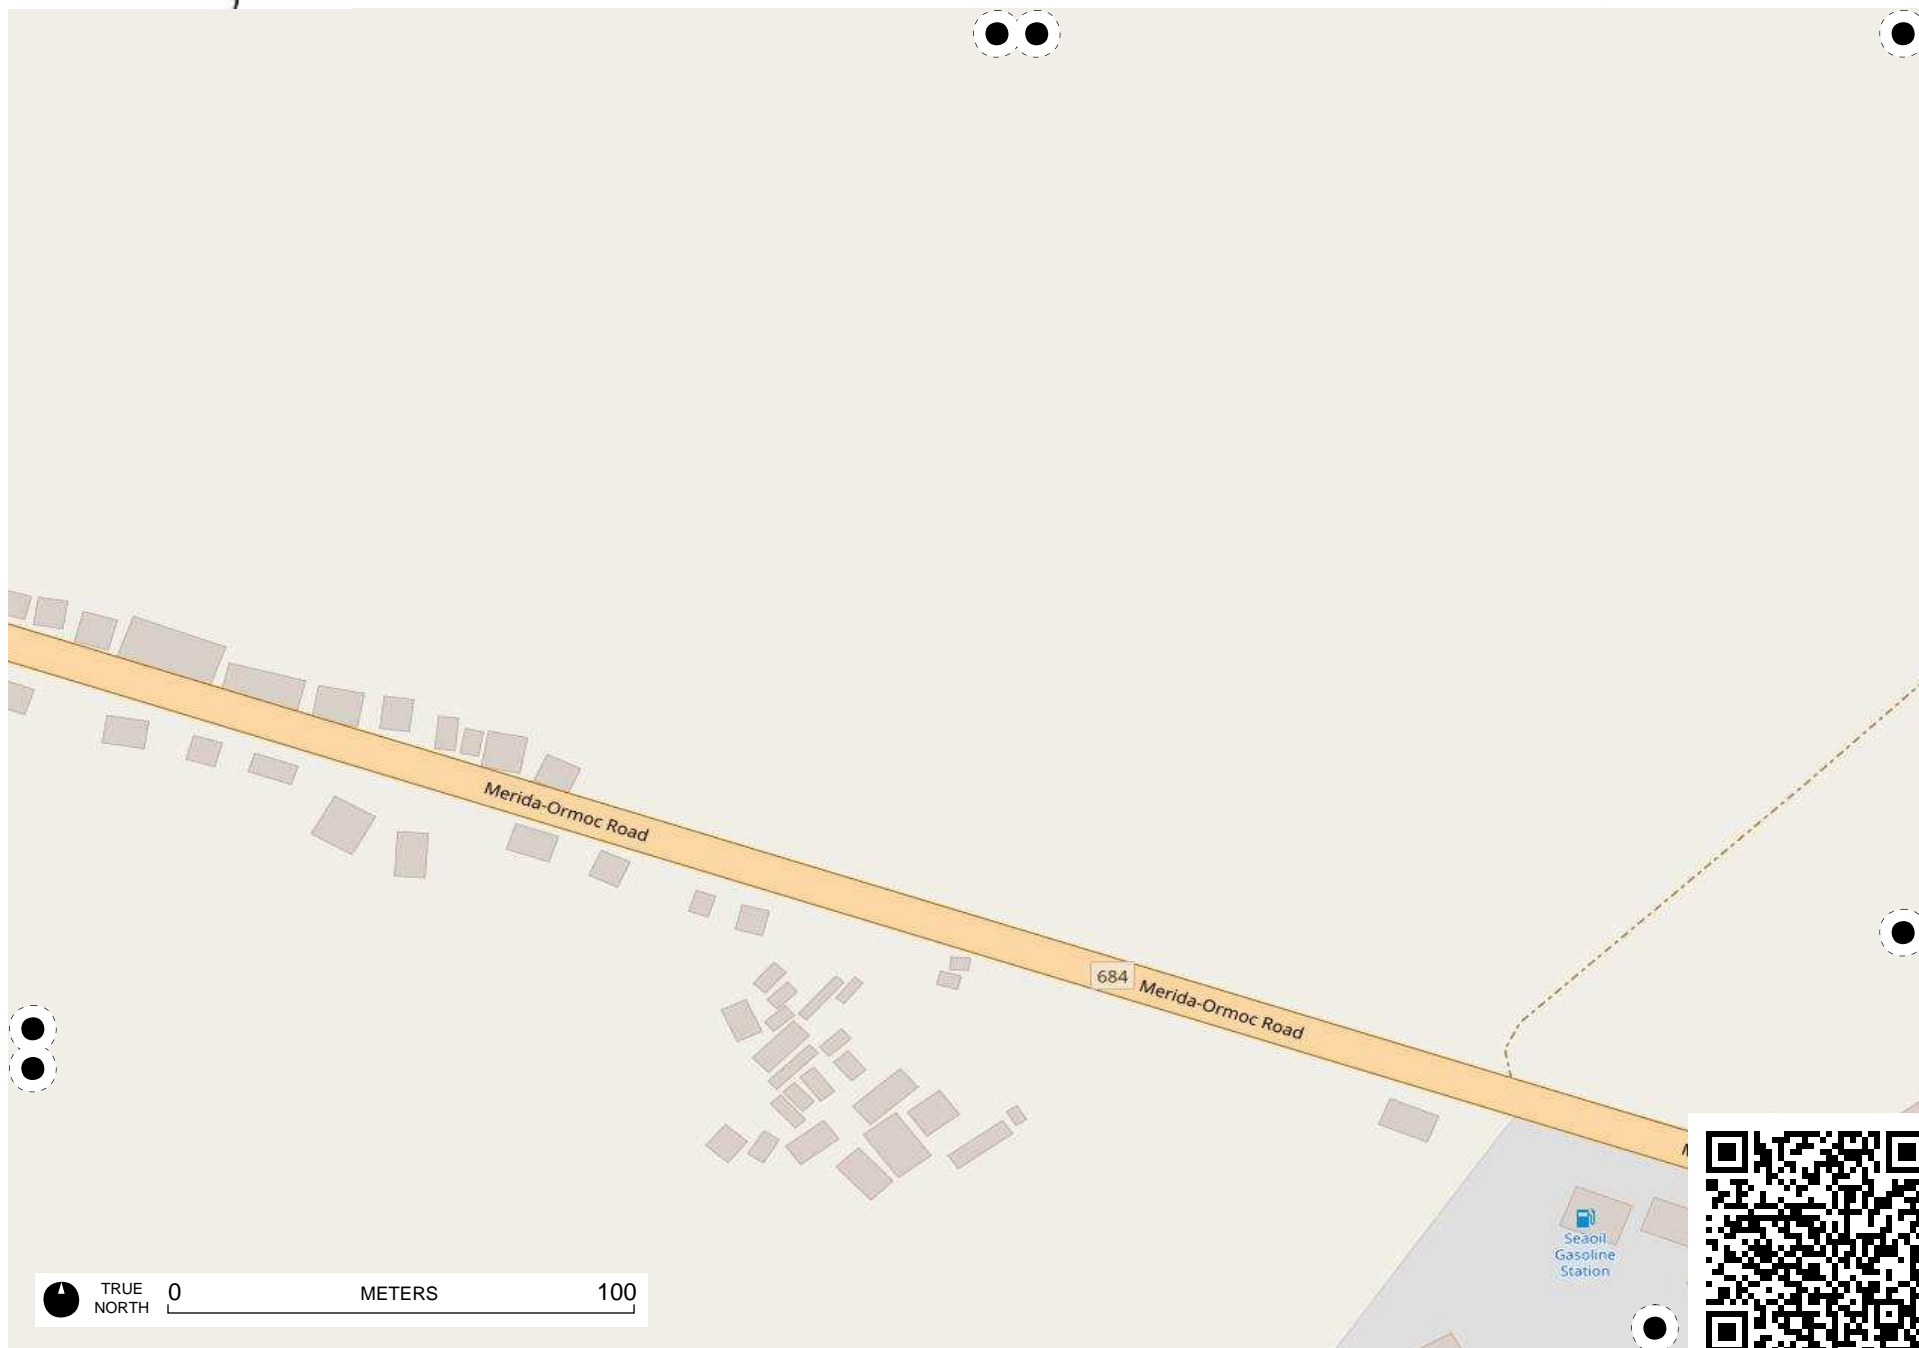 Merida-Ormoc Road
684
Merida-Ormoc Road
Seaoil
Gasoline
Station
TRUE
NORTH
0
METERS
100